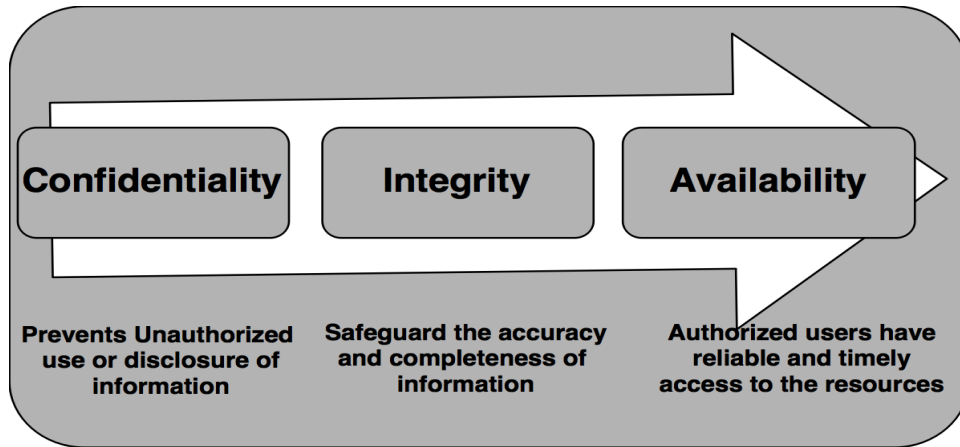 Confidentiality
Integrity
Availability
Prevents Unauthorized
use or disclosure of
information
Safeguard the accuracy
and completeness of
information
Authorized users have
reliable and timely
access to the resources